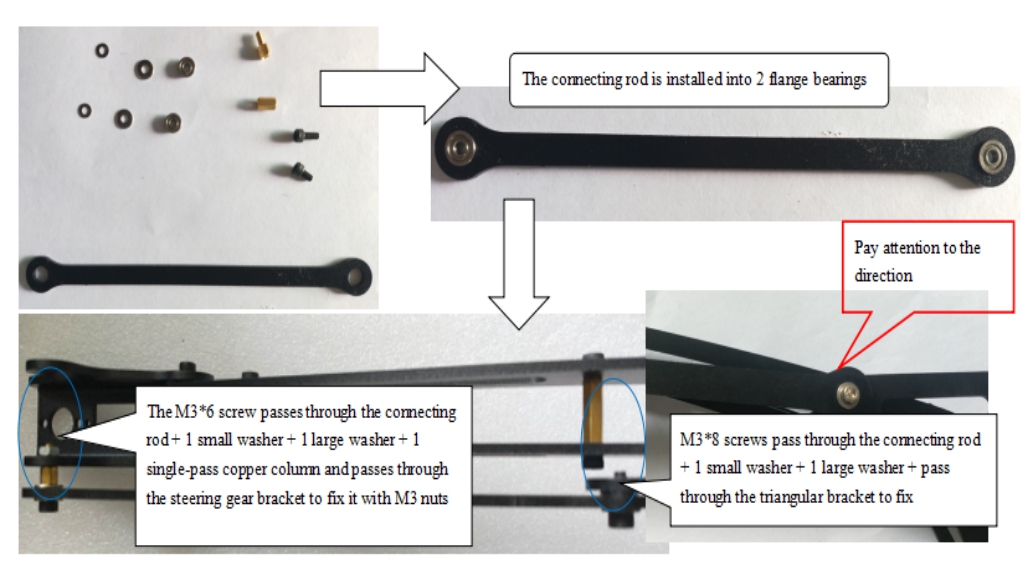 The connecting rod is installed into 2 flange bearings
Pay attention to the
direction
The M3*6 screw passes through the connecting
rod + 1 small washer + 1 large washer + 1
single-pass copper column and passes through
the steering gear bracket to fix it with M3 nuts
M3*8 screws pass through the connecting rod
+ 1 small washer + 1 large washer + pass
through the triangular bracket to fix